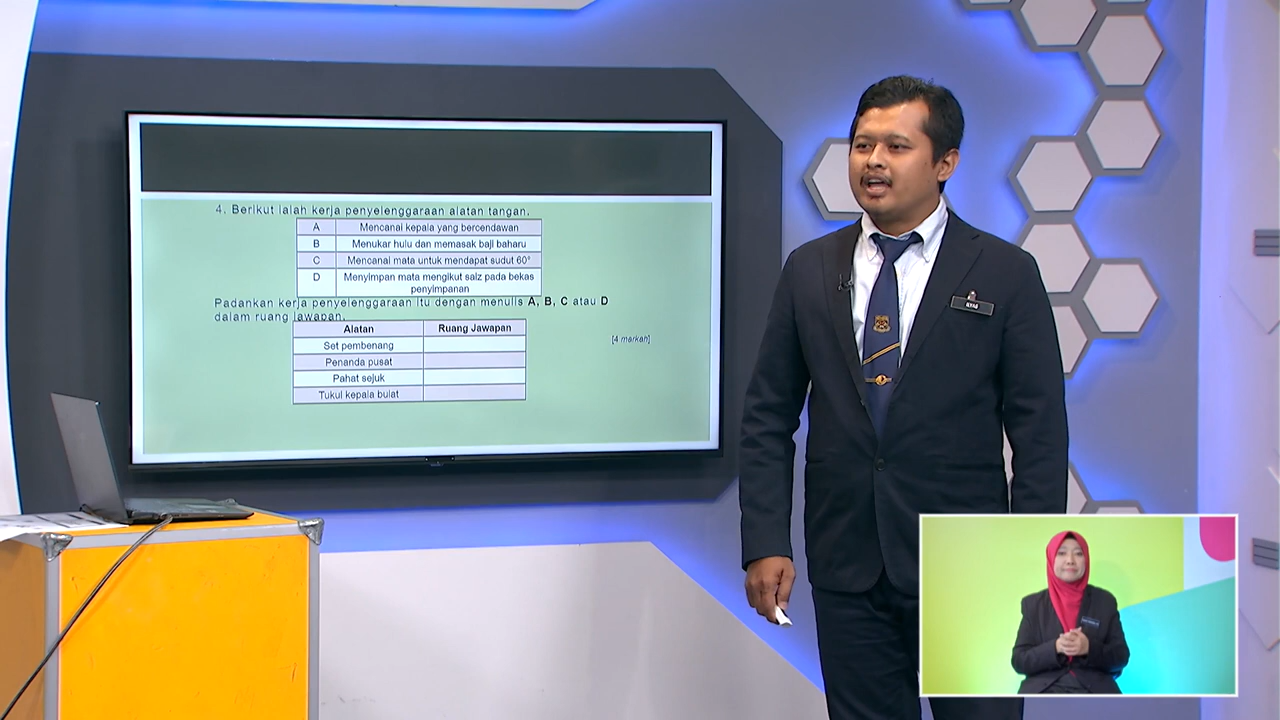 4. Berikut ialah kerja penyelenggaraan alatan tangan.
A Mencanai kepala yang bercendawan
B Menukar hulu dan memasak baji baharu
C Mencanai mata untuk mendapat sudut 60°
D Menyimpan mata mengikut saiz pada bekas
penyimpanan
Padankan kerja penyelenggaraan itu dengan menulis A, B, C atau D
dalam ruang jawapan.
Alatan Ruang Jawapan
[4 markah]
Set pembenang
Penanda pusat
Pahat sejuk
Tukul kepala bulat
ILYAS